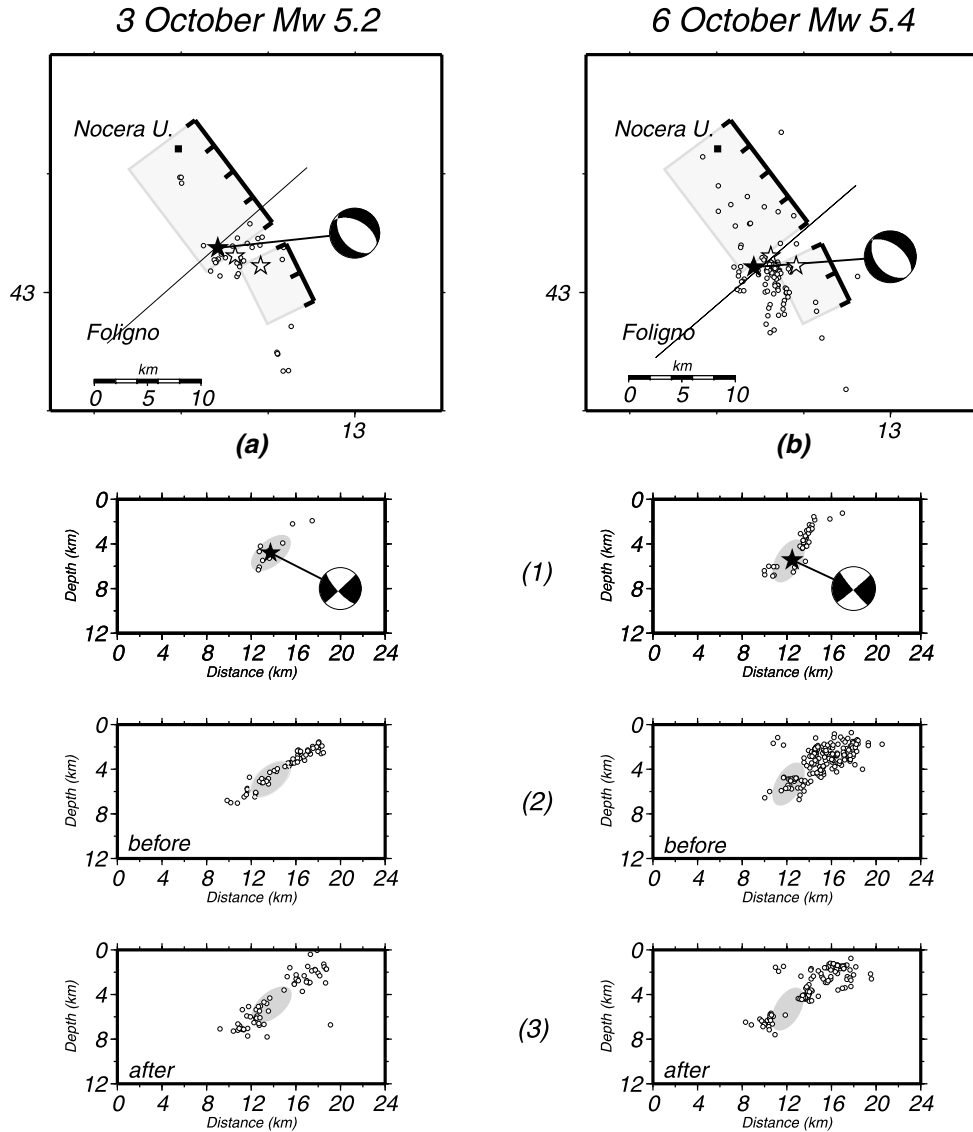 3 October Mw 5.2
6 October Mw 5.4
Nocera U.
Foligno
43
km
0 5 10
13
(a)
Nocera U.
Foligno
43
km
0 5 10
13
(b)
0
4
8
12
Depth (km)
0 4 8 12 16 20 24
Distance (km)
(1)
0
4
8
12
Depth (km)
0 4 8 12 16 20 24
Distance (km)
0
4
8
12
Depth (km)
before
0 4 8 12 16 20 24
Distance (km)
(2)
0
4
8
12
Depth (km)
before
0 4 8 12 16 20 24
Distance (km)
0
4
8
12
Depth (km)
after
0 4 8 12 16 20 24
Distance (km)
(3)
0
4
8
12
Depth (km)
after
0 4 8 12 16 20 24
Distance (km)